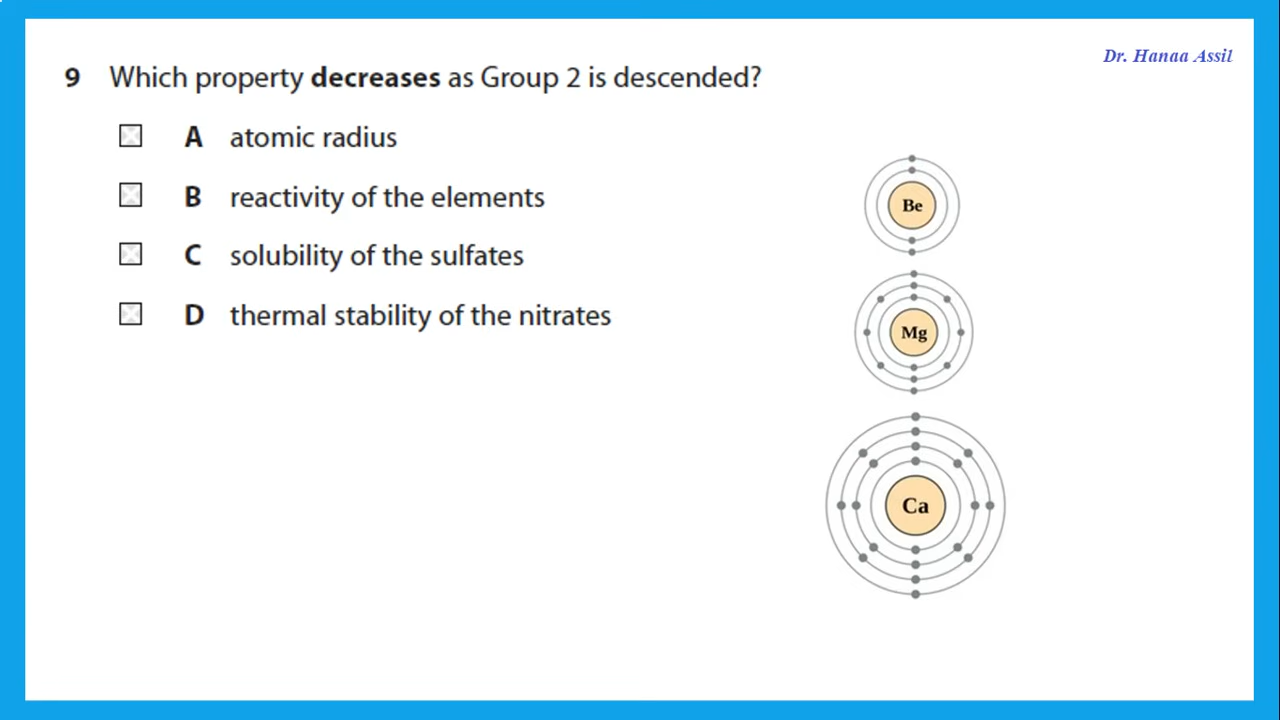 Dr. Hanaa Assil
9 Which property decreases as Group 2 is descended?
A atomic radius
B reactivity of the elements
C solubility of the sulfates
D thermal stability of the nitrates
Be
Mg
Ca